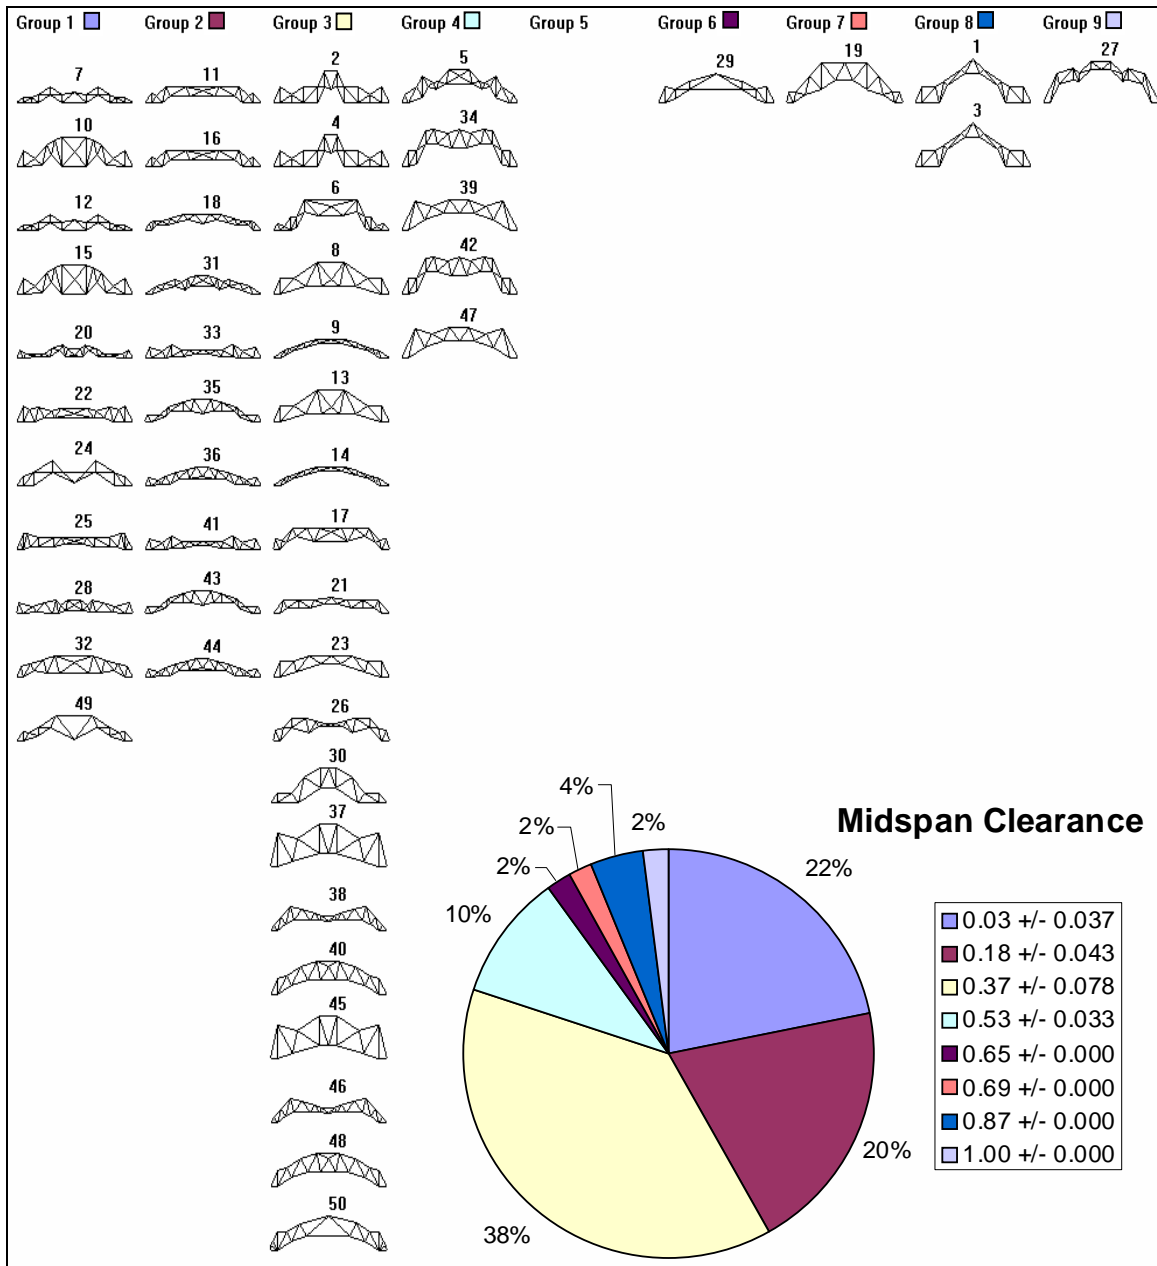 Group 1 Group 2 Group 3 Group 4 Group 5 Group 6 Group 7 Group 8 Group 9
7 11 2 5 29 19 1 27
10 16 4 34 3
12 18 6 39
15 31 8 42
20 33 9 47
22 35 13
24 36 14
25 41 17
28 43 21
32 44 23
49 26
30
37
38
40
45
46
48
50
Midspan Clearance
22%
20%
38%
10%
2%
2%
4%
2%
0.03 +/- 0.037
0.18 +/- 0.043
0.37 +/- 0.078
0.53 +/- 0.033
0.65 +/- 0.000
0.69 +/- 0.000
0.87 +/- 0.000
1.00 +/- 0.000